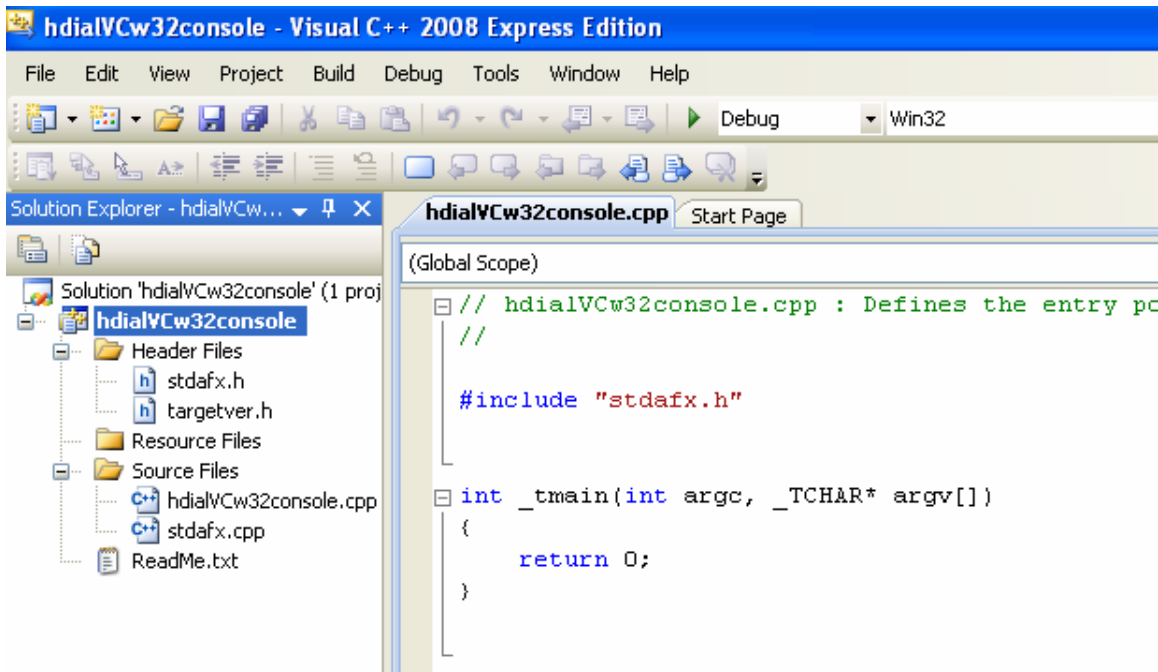 hdialVCw32console - Visual C++ 2008 Express Edition
File Edit View Project Build Debug Tools Window Help
Debug Win32
Solution Explorer - hdialVCw...
hdialVCw32console.cpp Start Page
(Global Scope)
Solution 'hdialVCw32console' (1 proj
hdialVCw32console
Header Files
stdafx.h
targetver.h
Resource Files
Source Files
hdialVCw32console.cpp
stdafx.cpp
ReadMe.txt
// hdialVCw32console.cpp : Defines the entry po
//
#include "stdafx.h"
int _tmain(int argc, _TCHAR* argv[])
{
return 0;
}